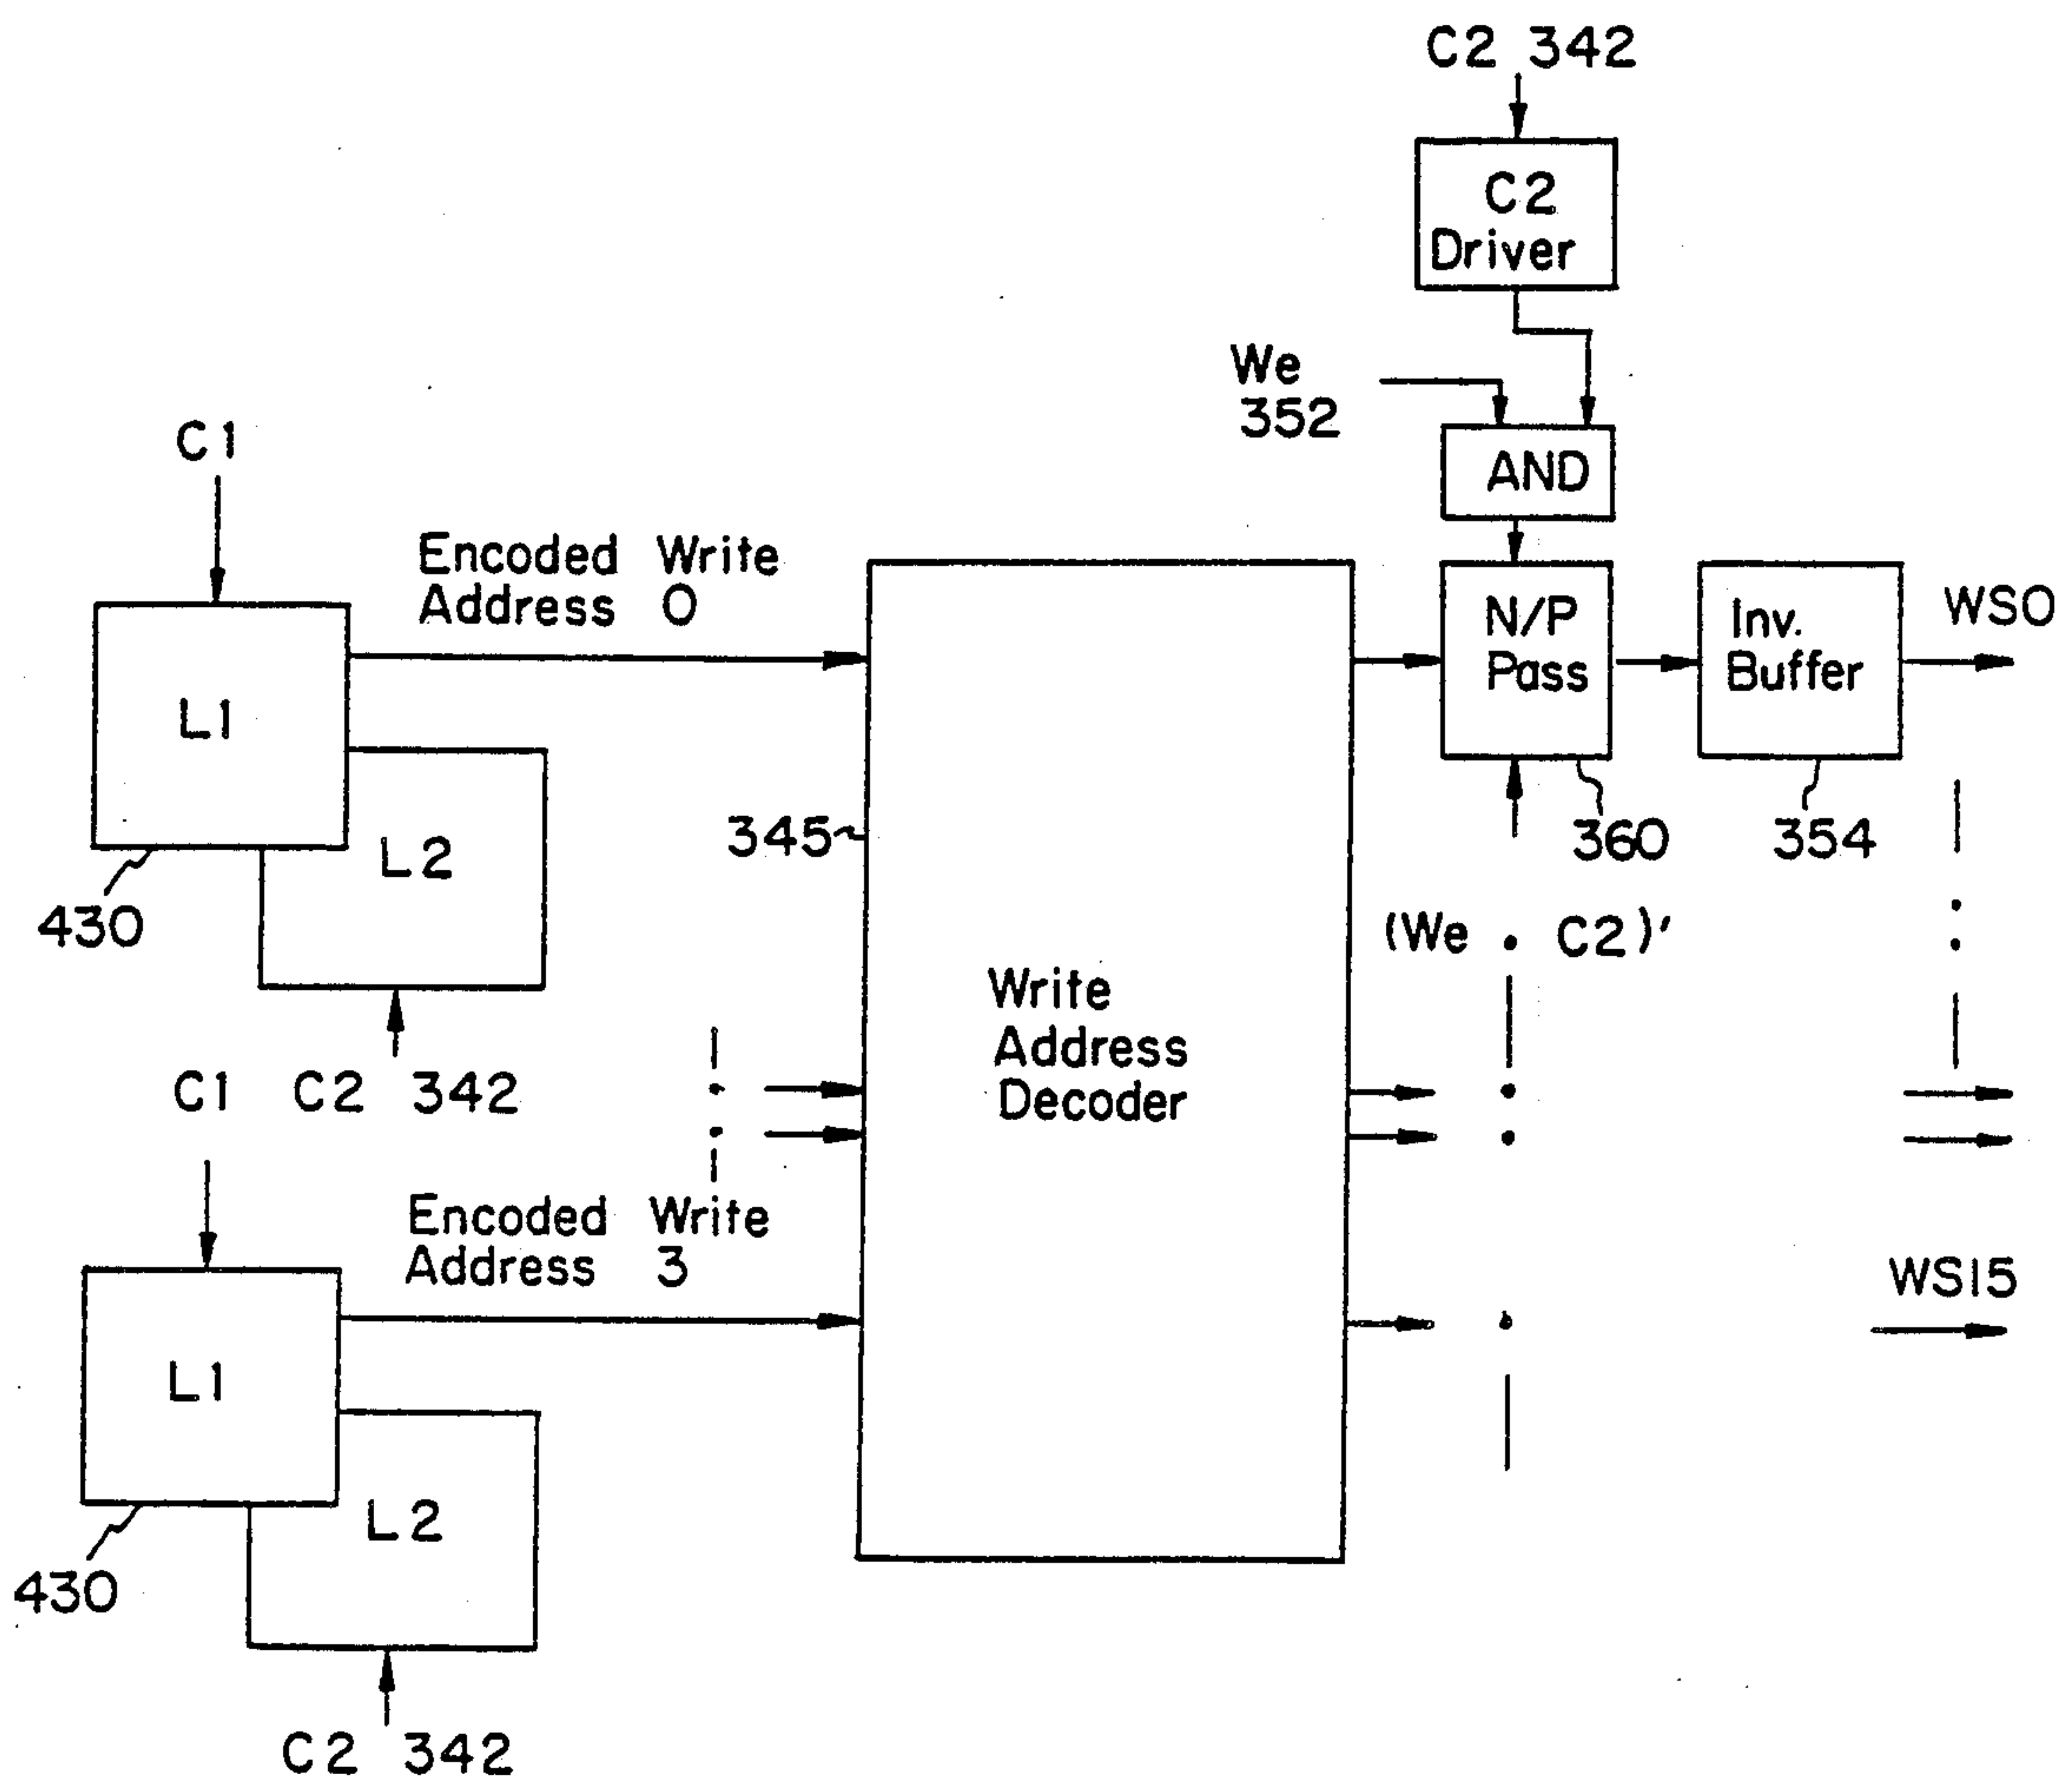 C2 342
C2
Driver
We
352
AND
C1
Encoded Write
Address 0
N/P
Pass
Inv.
Buffer
WS0
L1
L2
345
360
354
430
(We . C2)'
Write
Address
Decoder
C1 C2 342
Encoded Write
Address 3
WS15
L1
L2
430
C2 342